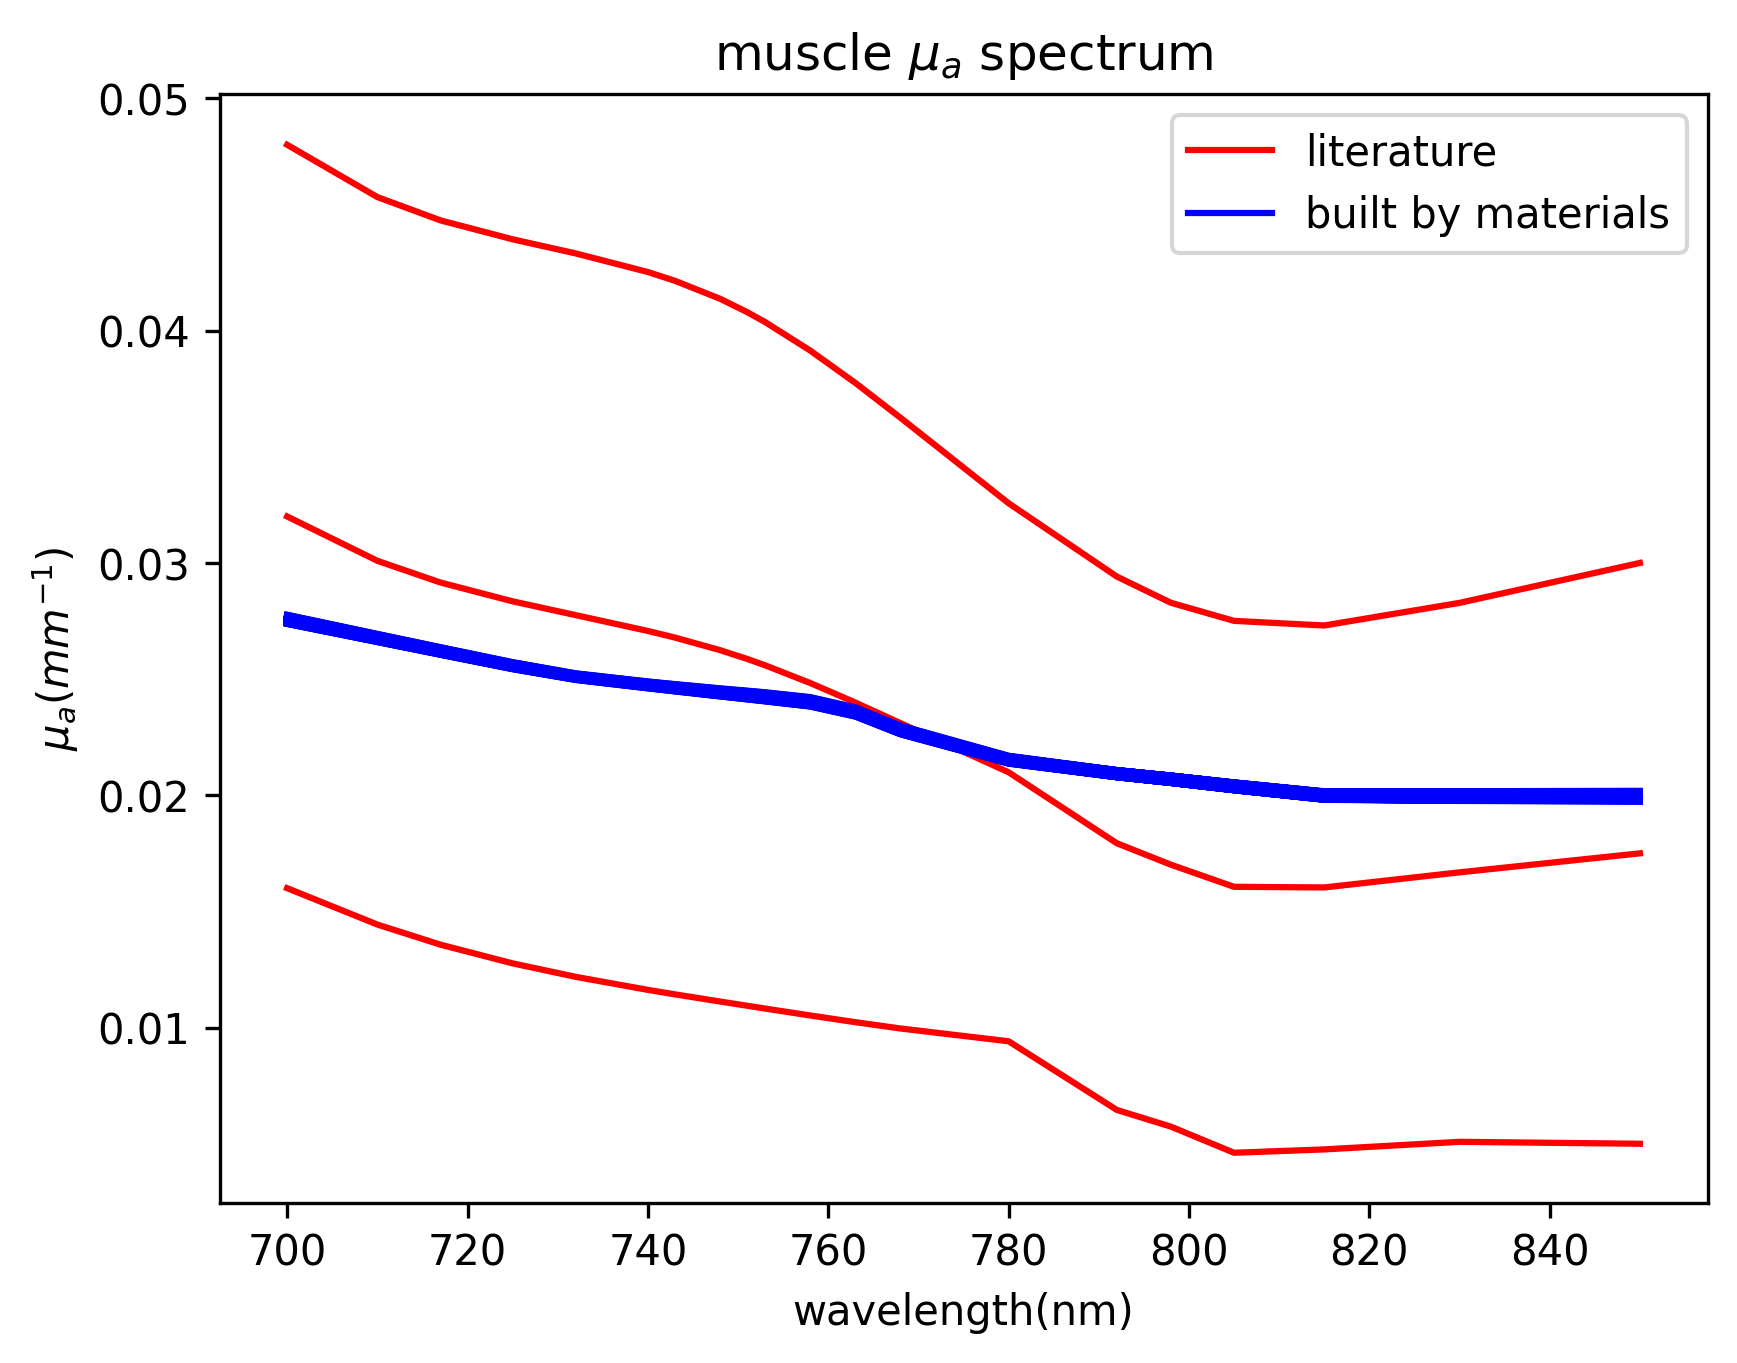 muscle μₐ spectrum
literature
built by materials
0.05
0.04
0.03
0.02
0.01
μₐ(mm⁻¹)
700 720 740 760 780 800 820 840
wavelength(nm)